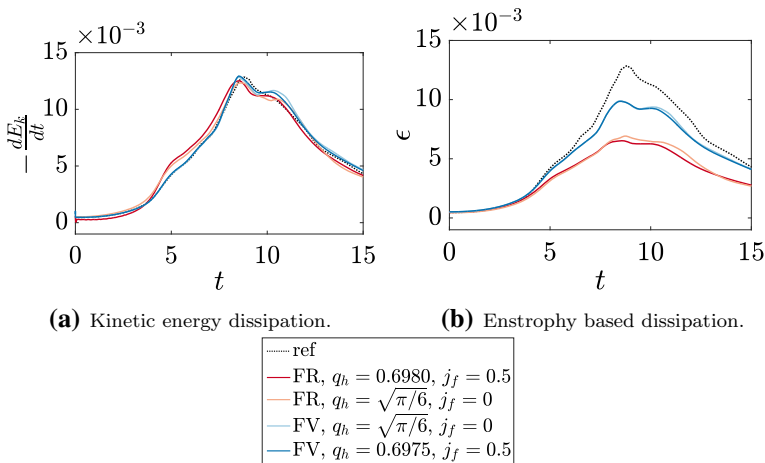 ×10⁻³
15
10
5
0
−dE_k/dt
0 5 10 15
t
(a) Kinetic energy dissipation.
×10⁻³
15
10
5
0
ϵ
0 5 10 15
t
(b) Enstrophy based dissipation.
ref
FR, q_h = 0.6980, j_f = 0.5
FR, q_h = √π/6, j_f = 0
FV, q_h = √π/6, j_f = 0
FV, q_h = 0.6975, j_f = 0.5